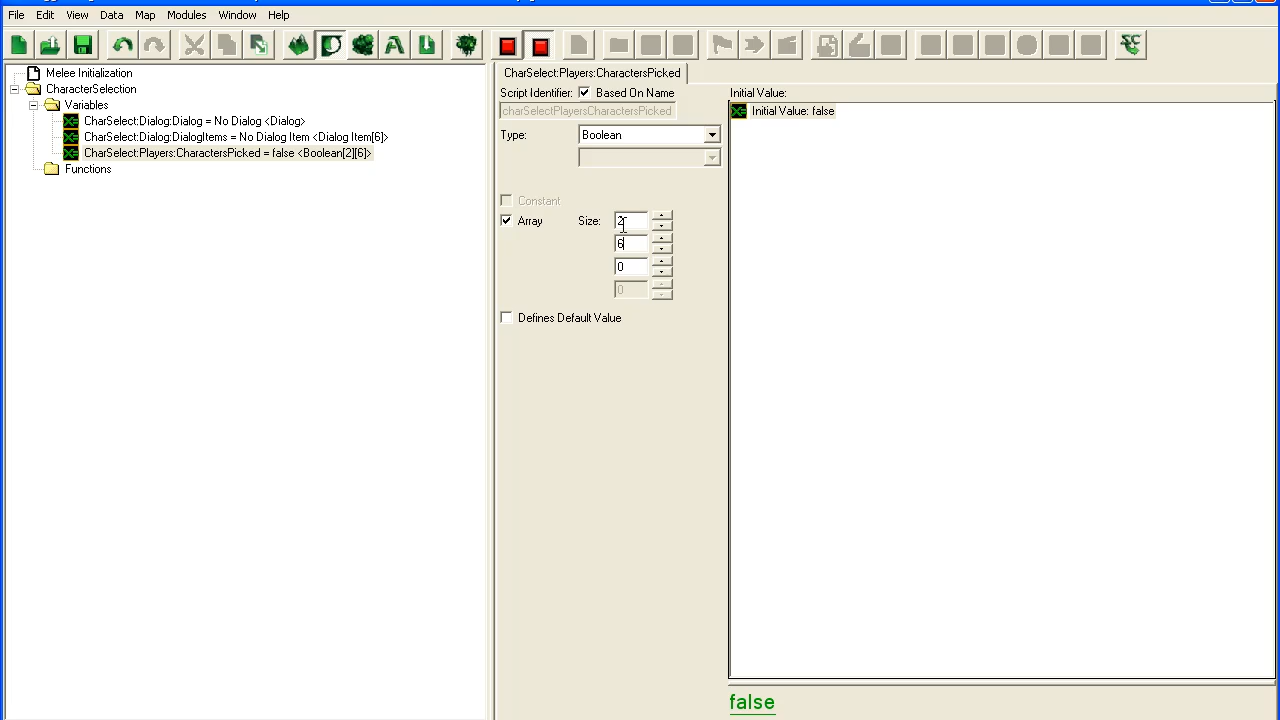 File Edit View Data Map Modules Window Help
Melee Initialization
CharacterSelection
Variables
CharSelect:Dialog:Dialog = No Dialog <Dialog>
CharSelect:Dialog:DialogItems = No Dialog Item <Dialog Item[6]>
CharSelect:Players:CharactersPicked = false <Boolean[2][6]>
Functions
CharSelect:Players:CharactersPicked
Script Identifier: Based On Name
charSelectPlayersCharactersPicked
Type: Boolean
Constant
Array Size: 2
6
0
0
Defines Default Value
Initial Value:
Initial Value: false
false